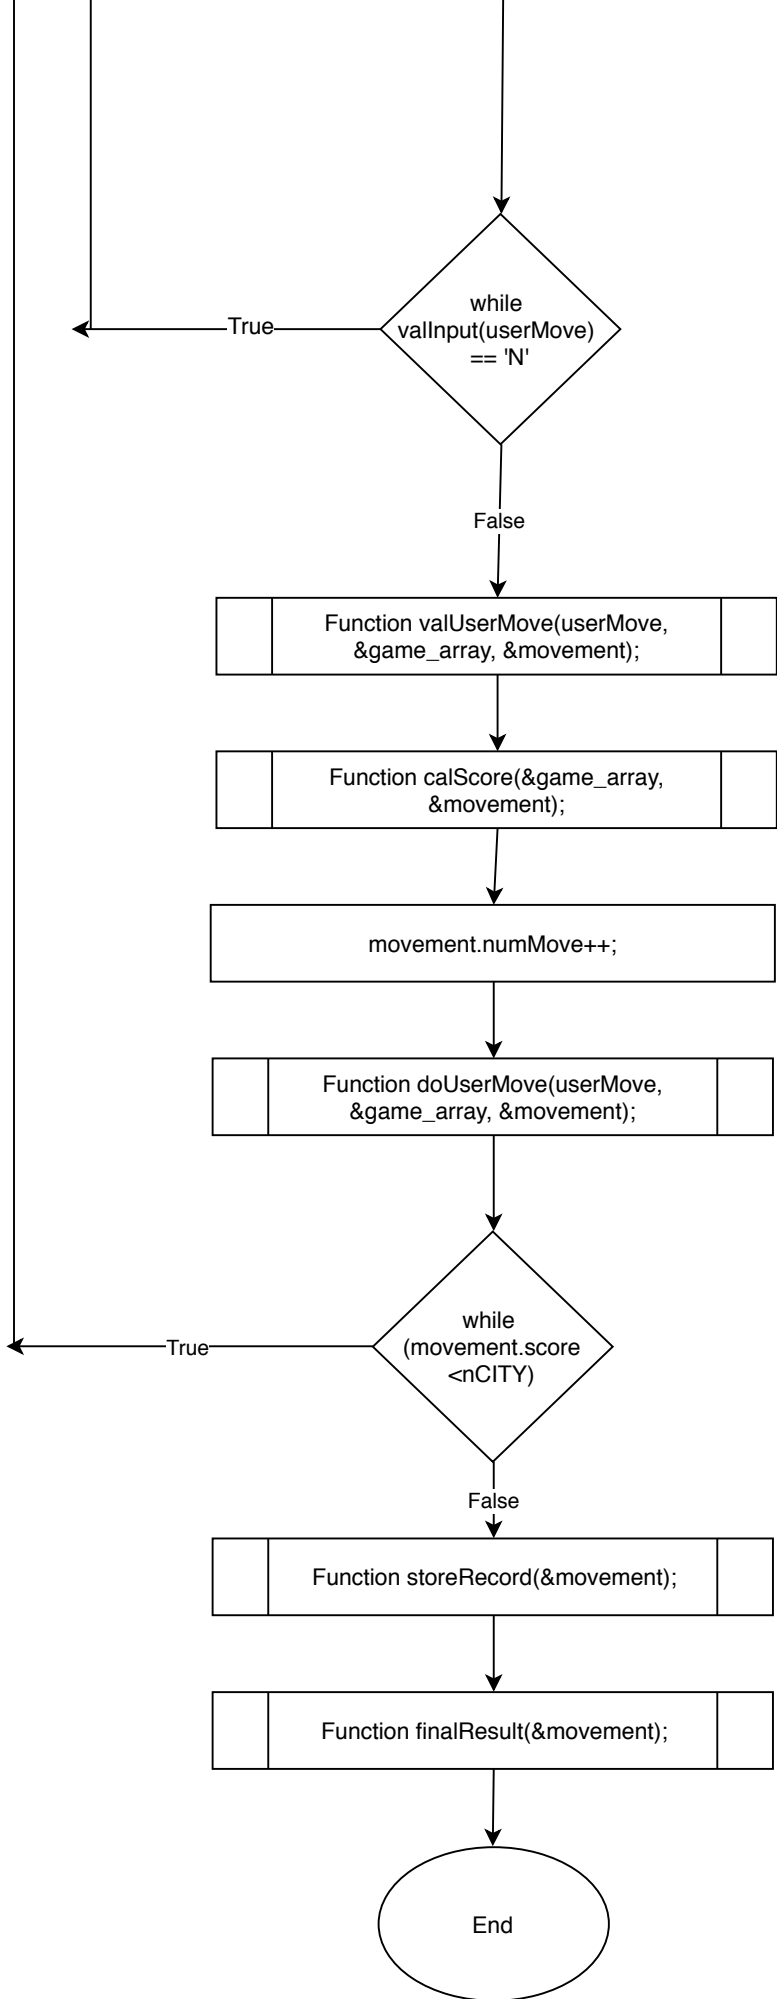 while
valInput(userMove)
== 'N'
True
False
Function valUserMove(userMove,
&game_array, &movement);
Function calScore(&game_array,
&movement);
movement.numMove++;
Function doUserMove(userMove,
&game_array, &movement);
while
(movement.score
<nCITY)
True
False
Function storeRecord(&movement);
Function finalResult(&movement);
End